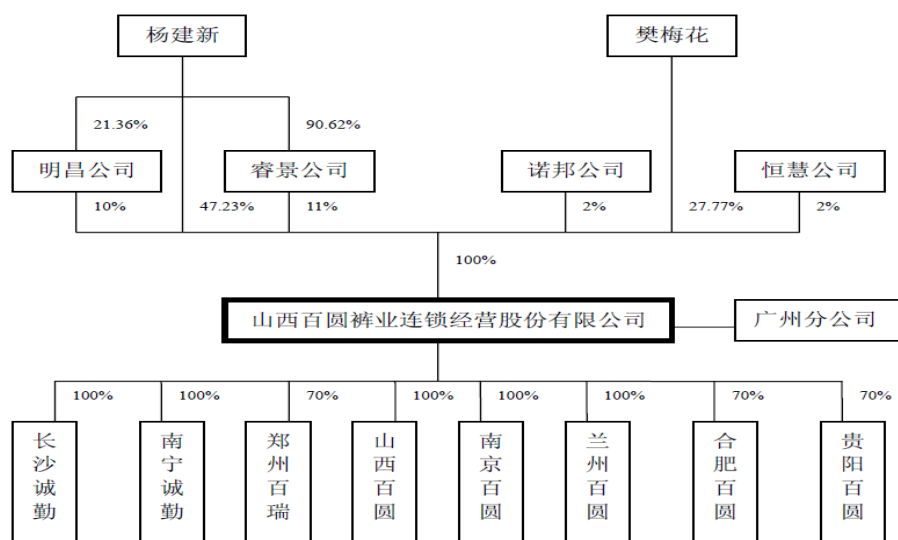 杨建新
樊梅花
21.36%
90.62%
明昌公司
睿景公司
诺邦公司
恒慧公司
10%
47.23%
11%
2%
27.77%
2%
100%
山西百圆裤业连锁经营股份有限公司
广州分公司
100%
100%
70%
100%
100%
100%
70%
70%
长沙诚勤
南宁诚勤
郑州百瑞
山西百圆
南京百圆
兰州百圆
合肥百圆
贵阳百圆